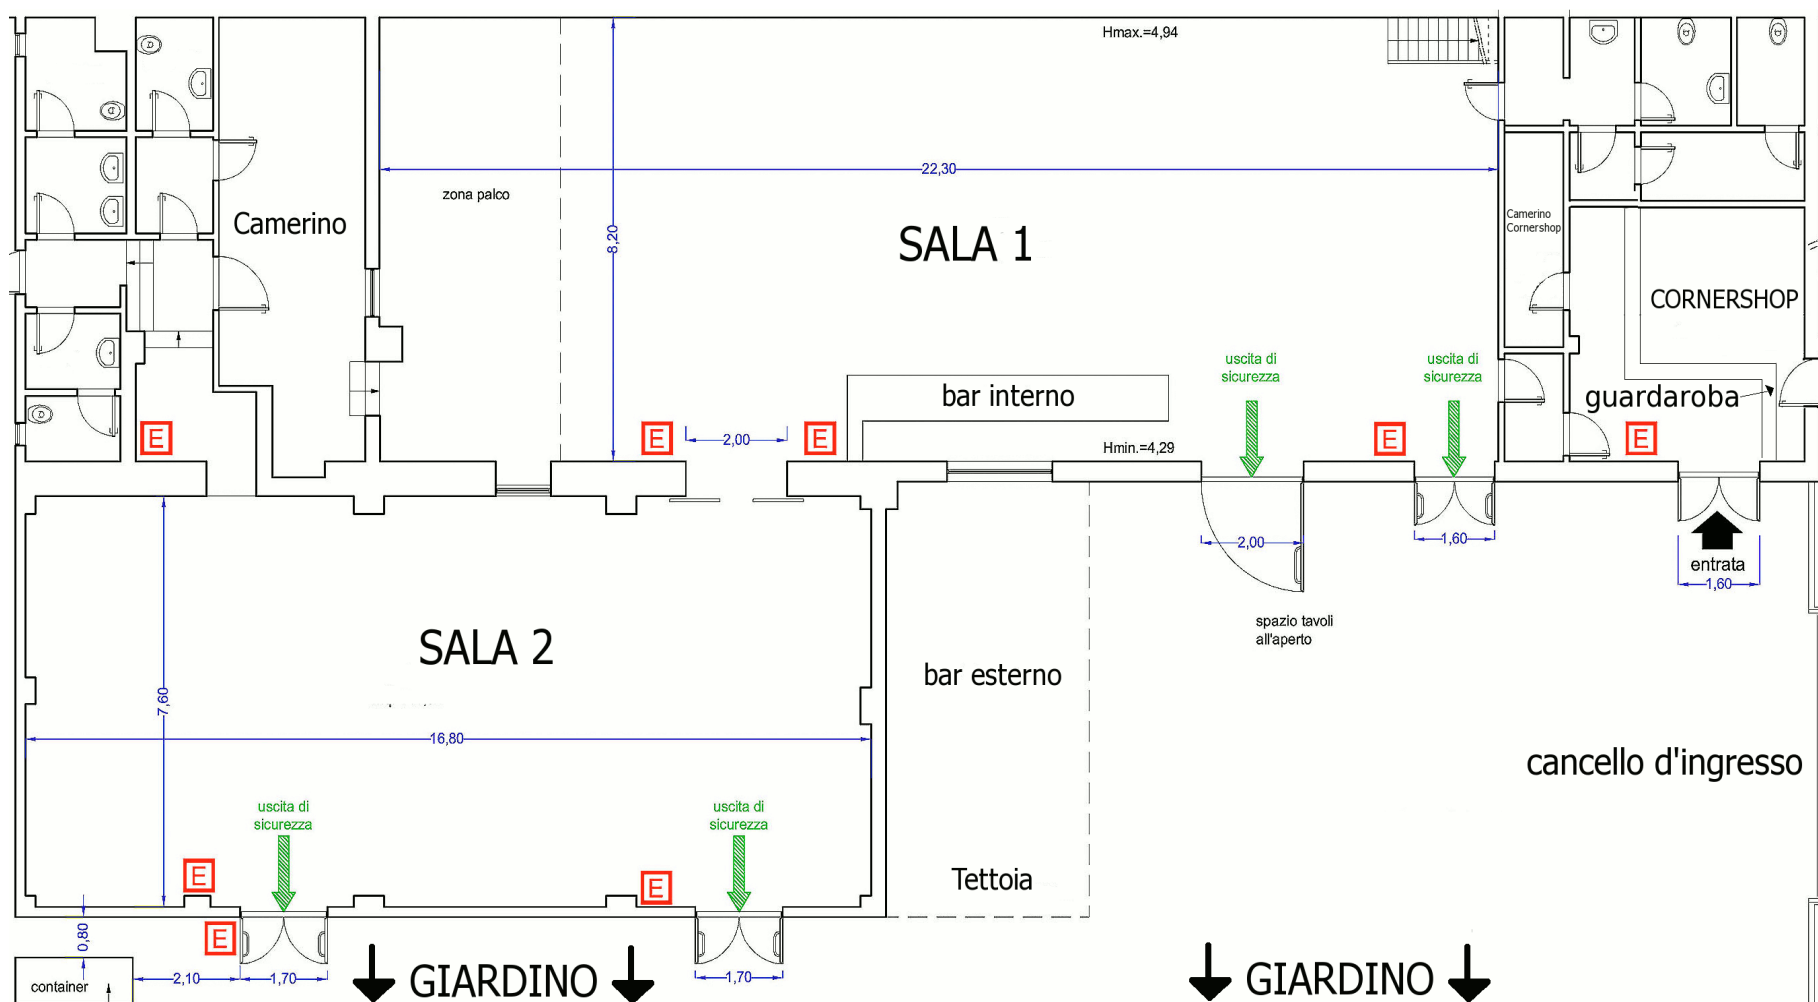 Hmax.=4,94
22,30
zona palco
8,20
Camerino
SALA 1
Camerino
Cornershop
CORNERSHOP
uscita di
sicurezza
uscita di
sicurezza
bar interno
guardaroba
E
E
2,00
E
Hmin.=4,29
E
E
2,00
1,60
entrata
1,60
spazio tavoli
all'aperto
SALA 2
bar esterno
7,60
16,80
cancello d'ingresso
uscita di
sicurezza
uscita di
sicurezza
E
E
Tettoia
E
0,80
container
2,10
1,70
GIARDINO
1,70
GIARDINO